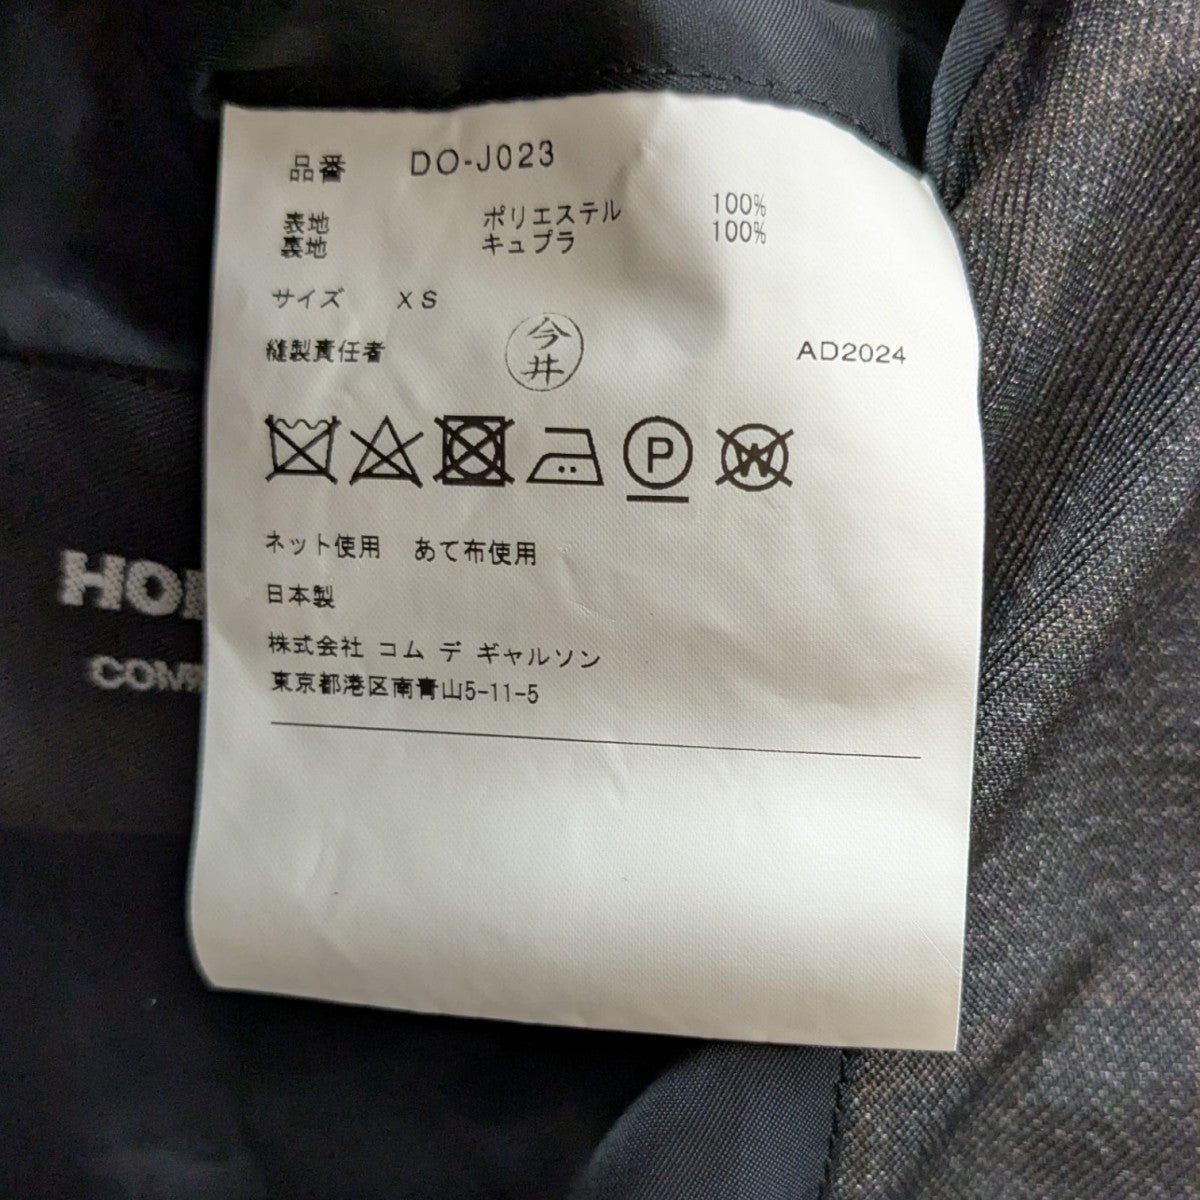 品番 DO-J023
表地 ポリエステル 100%
裏地 キュプラ 100%
サイズ XS
縫製責任者 今井 AD2024
P W
ネット使用 あて布使用
日本製
株式会社 コム デ ギャルソン
東京都港区南青山5-11-5